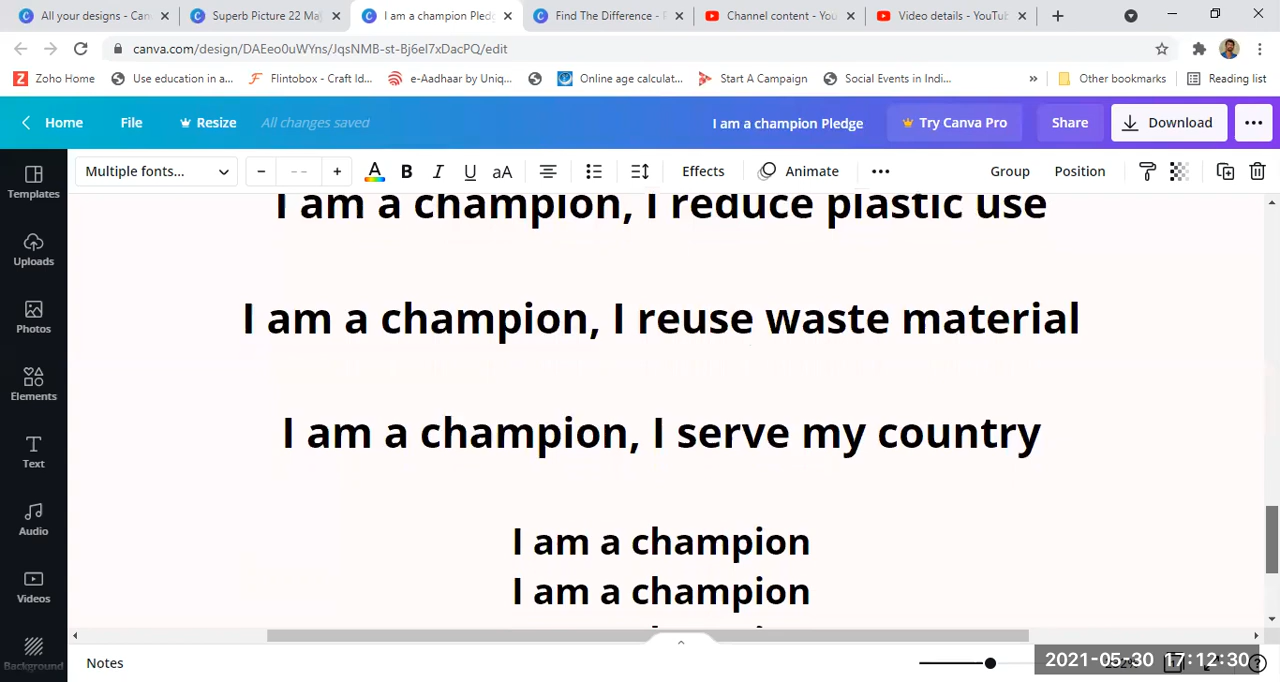 All your designs - Can
Superb Picture 22 Ma
I am a champion Pledg
Find The Difference - P
Channel content - You
Video details - YouTub
canva.com/design/DAEeo0uWYns/JqsNMB-st-Bj6eI7xDacPQ/edit
Zoho Home
Use education in a...
Flintobox - Craft Id...
e-Aadhaar by Uniq...
Online age calculat...
Start A Campaign
Social Events in Indi...
»
Other bookmarks
Reading list
Home
File
Resize
All changes saved
I am a champion Pledge
Try Canva Pro
Share
Download
Multiple fonts...
− -- +
A B I U aA
Effects
Animate
Group
Position
Templates
Uploads
Photos
Elements
Text
Audio
Videos
Background
I am a champion, I reduce plastic use
I am a champion, I reuse waste material
I am a champion, I serve my country
I am a champion
I am a champion
Notes
2021-05-30 17:12:30